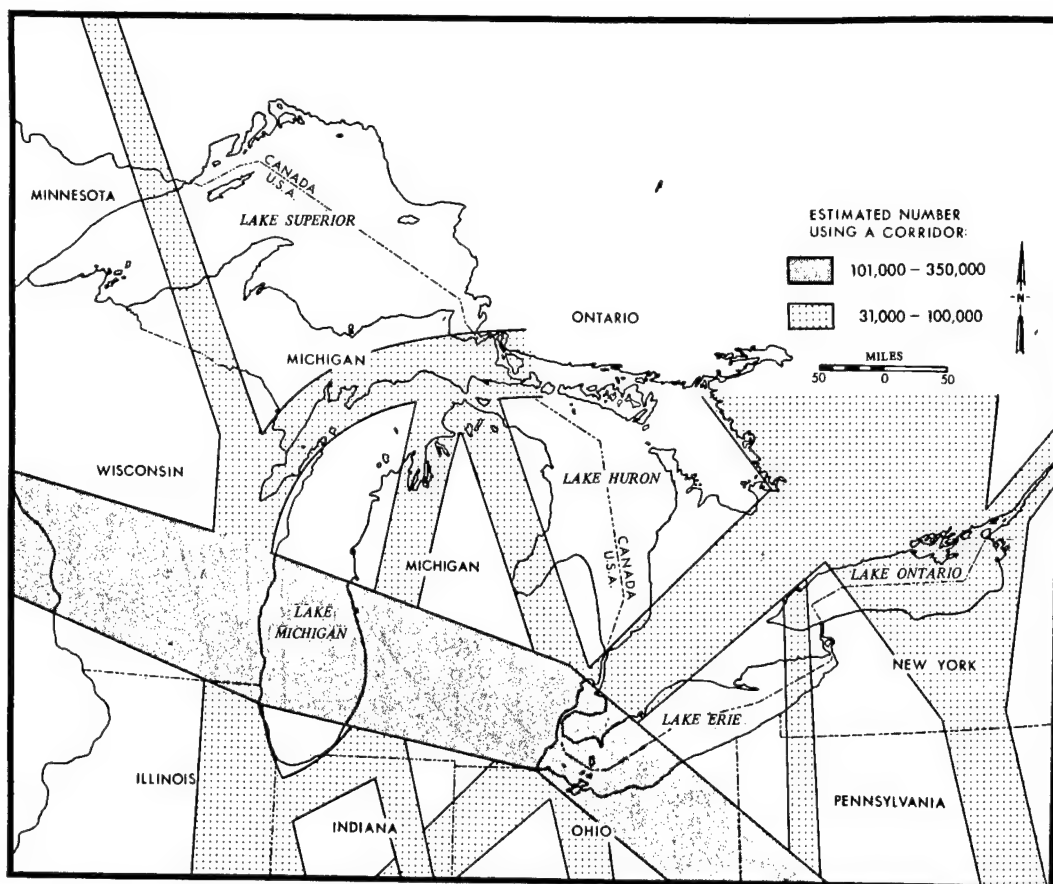 CANADA
U.S.A.
MINNESOTA
LAKE SUPERIOR
ESTIMATED NUMBER
USING A CORRIDOR:
101,000 – 350,000
31,000 – 100,000
N
ONTARIO
MILES
50 0 50
MICHIGAN
WISCONSIN
LAKE HURON
CANADA
U.S.A.
MICHIGAN
LAKE ONTARIO
LAKE
MICHIGAN
NEW YORK
LAKE ERIE
ILLINOIS
INDIANA
OHIO
PENNSYLVANIA